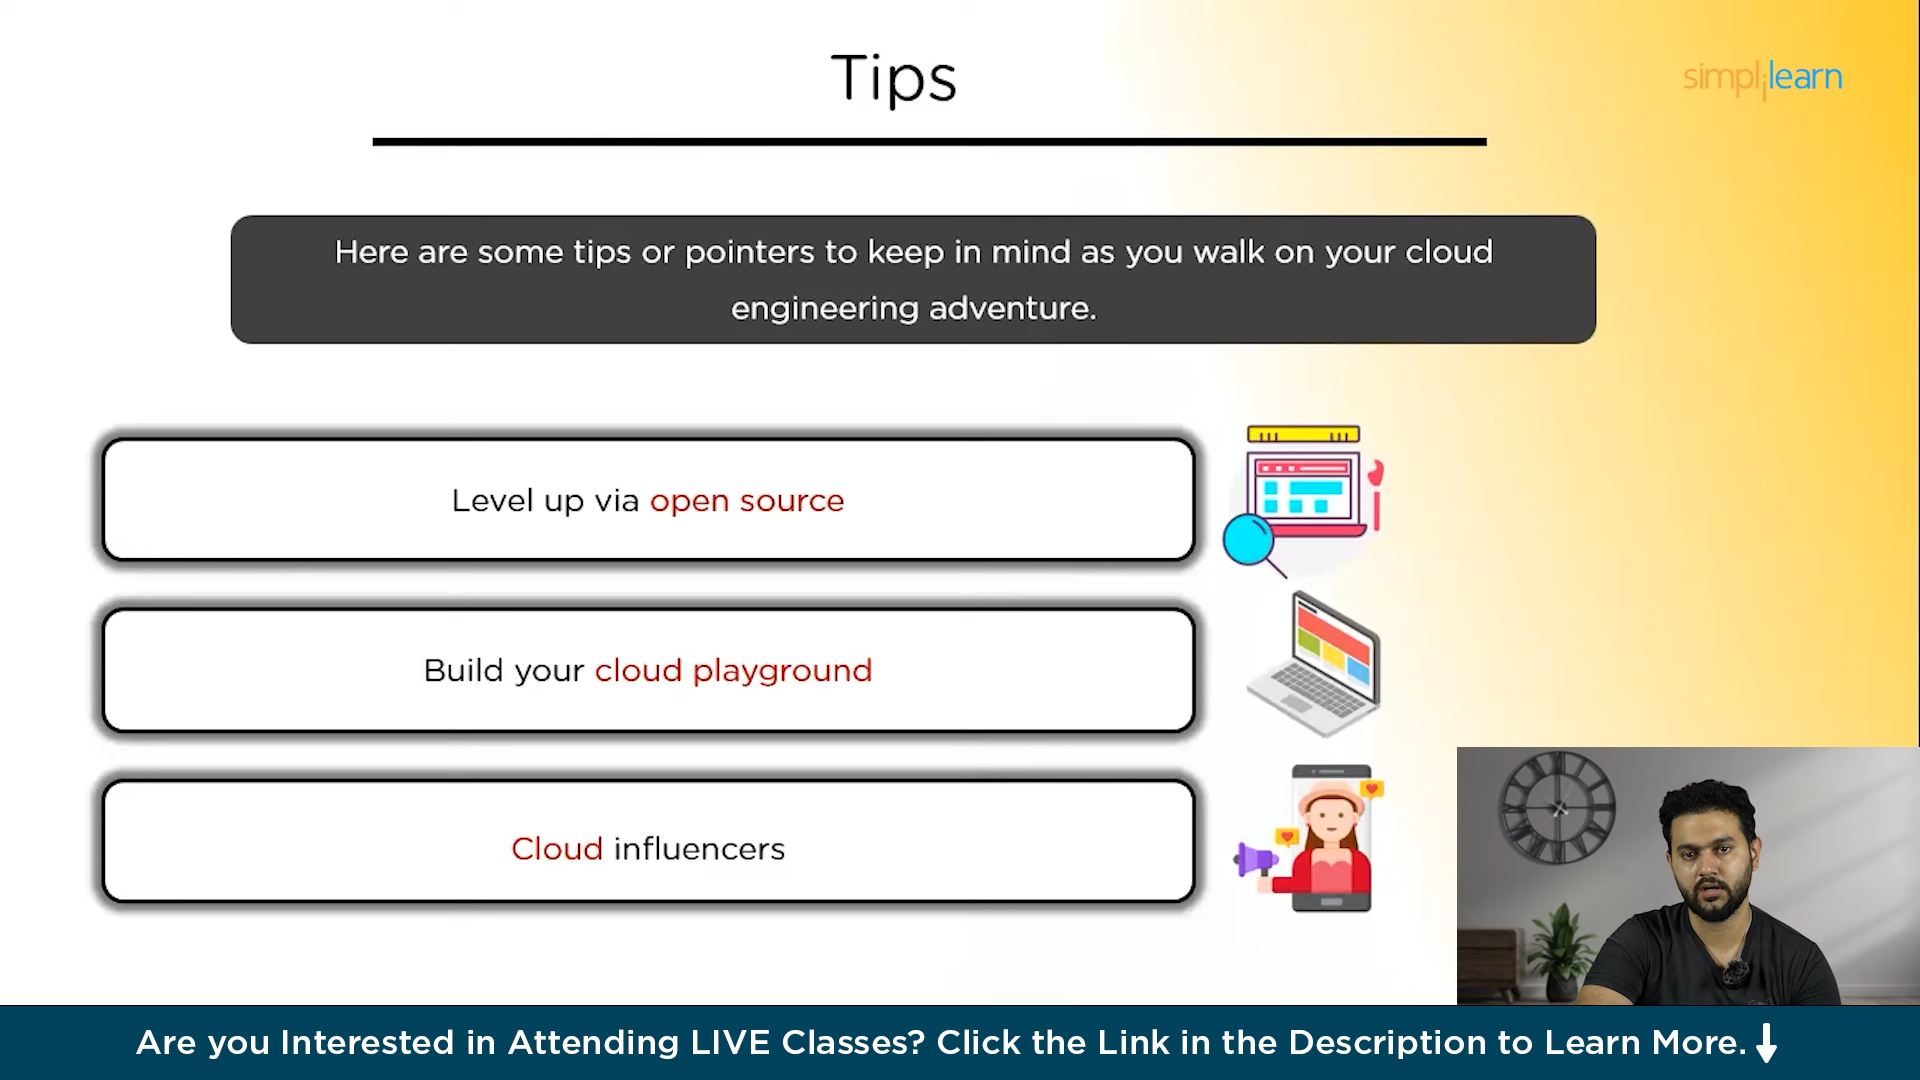 Tips
simplilearn
Here are some tips or pointers to keep in mind as you walk on your cloud
engineering adventure.
Level up via open source
Build your cloud playground
Cloud influencers
Are you Interested in Attending LIVE Classes? Click the Link in the Description to Learn More.